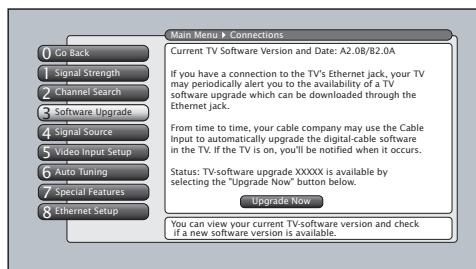 Main Menu ▸ Connections
0 Go Back
1 Signal Strength
2 Channel Search
3 Software Upgrade
4 Signal Source
5 Video Input Setup
6 Auto Tuning
7 Special Features
8 Ethernet Setup
Current TV Software Version and Date: A2.0B/B2.0A
If you have a connection to the TV's Ethernet jack, your TV
may periodically alert you to the availability of a TV
software upgrade which can be downloaded through the
Ethernet jack.
From time to time, your cable company may use the Cable
Input to automatically upgrade the digital-cable software
in the TV. If the TV is on, you'll be notified when it occurs.
Status: TV-software upgrade XXXXX is available by
selecting the "Upgrade Now" button below.
Upgrade Now
You can view your current TV-software version and check
if a new software version is available.